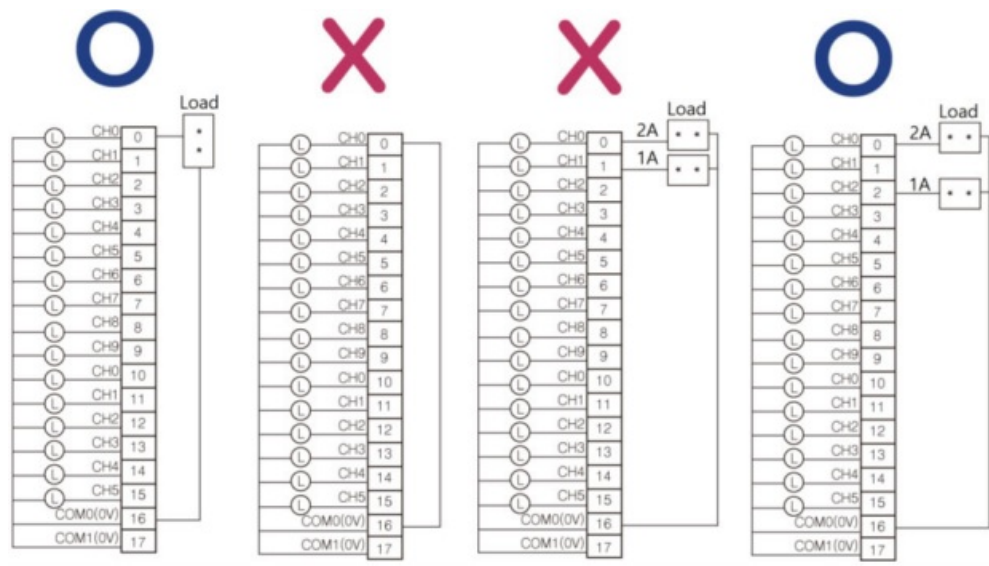 Load
L CH0 0
L CH1 1
L CH2 2
L CH3 3
L CH4 4
L CH5 5
L CH6 6
L CH7 7
L CH8 8
L CH9 9
L CH0 10
L CH1 11
L CH2 12
L CH3 13
L CH4 14
L CH5 15
COM0(0V) 16
COM1(0V) 17
L CH0 0
L CH1 1
L CH2 2
L CH3 3
L CH4 4
L CH5 5
L CH6 6
L CH7 7
L CH8 8
L CH9 9
L CH0 10
L CH1 11
L CH2 12
L CH3 13
L CH4 14
L CH5 15
COM0(0V) 16
COM1(0V) 17
Load
L CH0 0 2A
L CH1 1 1A
L CH2 2
L CH3 3
L CH4 4
L CH5 5
L CH6 6
L CH7 7
L CH8 8
L CH9 9
L CH0 10
L CH1 11
L CH2 12
L CH3 13
L CH4 14
L CH5 15
COM0(0V) 16
COM1(0V) 17
Load
L CH0 0 2A
L CH1 1
L CH2 2 1A
L CH3 3
L CH4 4
L CH5 5
L CH6 6
L CH7 7
L CH8 8
L CH9 9
L CH0 10
L CH1 11
L CH2 12
L CH3 13
L CH4 14
L CH5 15
COM0(0V) 16
COM1(0V) 17